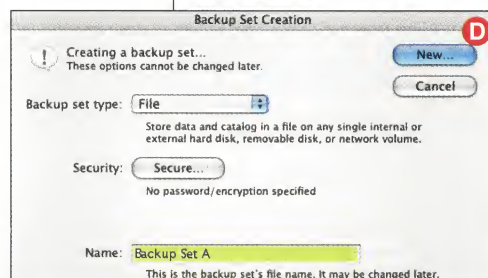 Backup Set Creation
D
Creating a backup set...
These options cannot be changed later.
New...
Cancel
Backup set type: File
Store data and catalog in a file on any single internal or
external hard disk, removable disk, or network volume.
Security: Secure...
No password/encryption specified
Name: Backup Set A
This is the backup set's file name. It may be changed later.